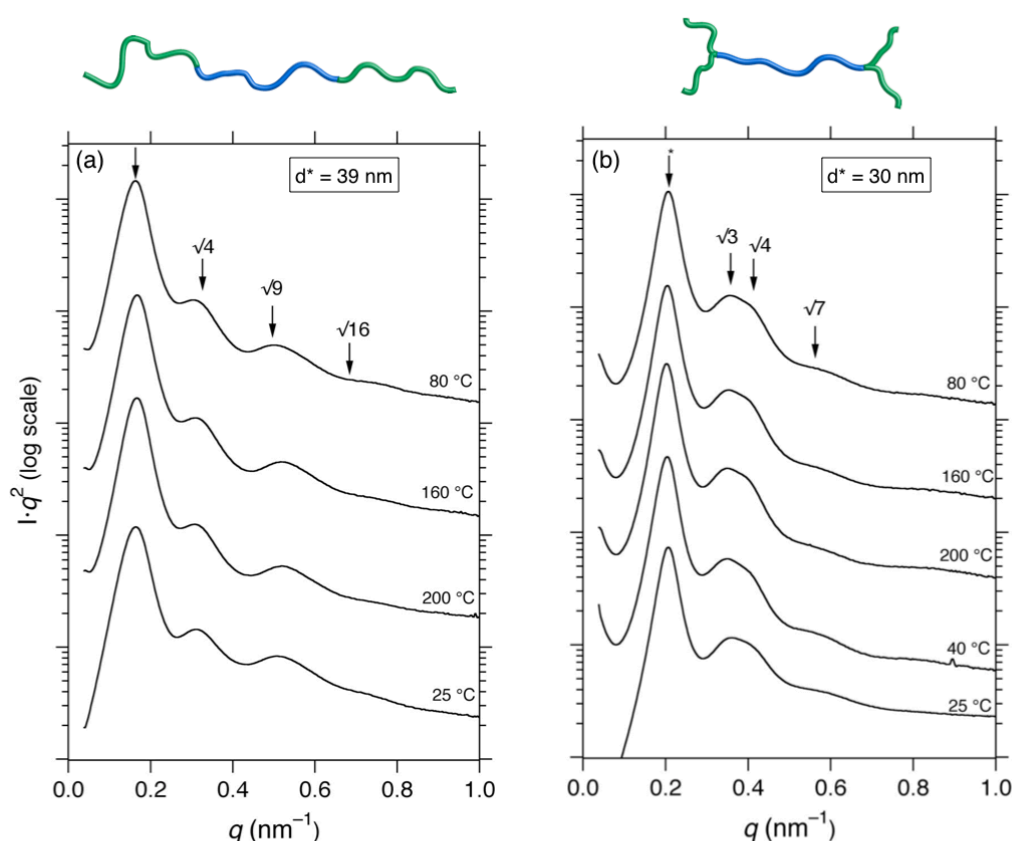 (a)
d* = 39 nm
√4
√9
√16
80 °C
160 °C
200 °C
25 °C
I·q² (log scale)
0.0 0.2 0.4 0.6 0.8 1.0
q (nm⁻¹)
(b)
*
d* = 30 nm
√3
√4
√7
80 °C
160 °C
200 °C
40 °C
25 °C
0.0 0.2 0.4 0.6 0.8 1.0
q (nm⁻¹)